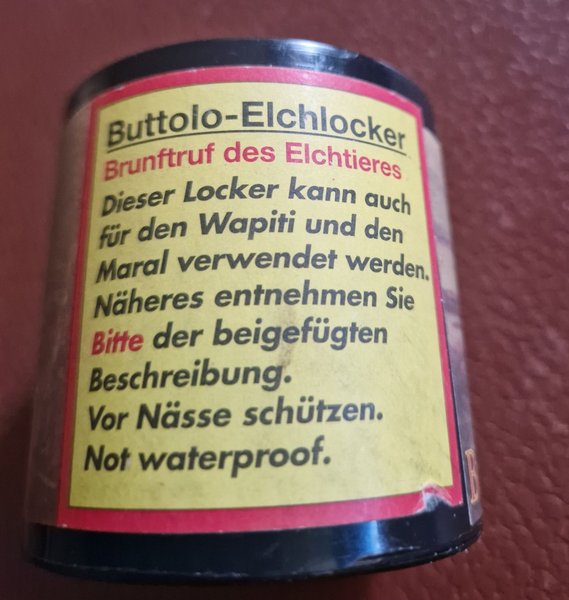 Buttolo-Elchlocker
Brunftruf des Elchtieres
Dieser Locker kann auch
für den Wapiti und den
Maral verwendet werden.
Näheres entnehmen Sie
Bitte der beigefügten
Beschreibung.
Vor Nässe schützen.
Not waterproof.
B